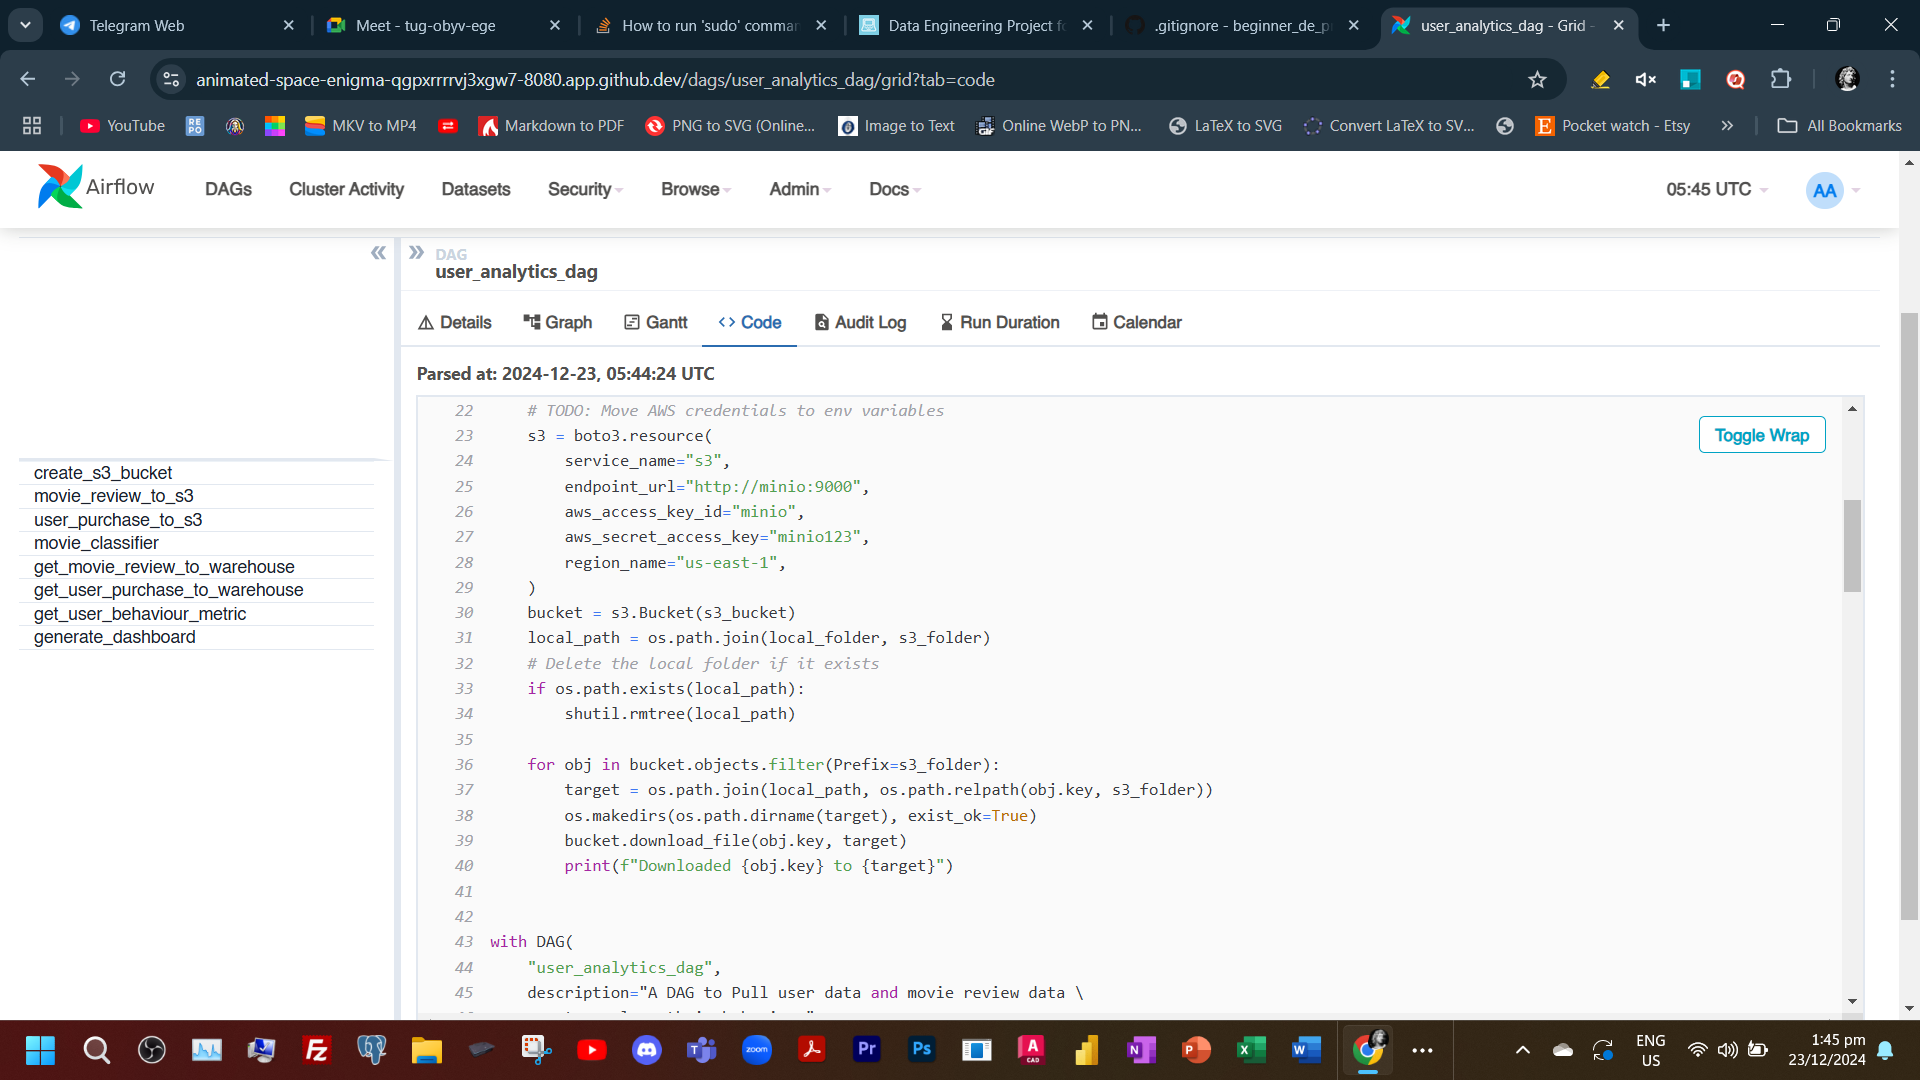 Telegram Web
Meet - tug-obyv-ege
How to run 'sudo' comman
Data Engineering Project fo
.gitignore - beginner_de_pr
user_analytics_dag - Grid -
animated-space-enigma-qgpxrrrrvj3xgw7-8080.app.github.dev/dags/user_analytics_dag/grid?tab=code
YouTube
RE PO
MKV to MP4
Markdown to PDF
PNG to SVG (Online...
Image to Text
Online WebP to PN...
LaTeX to SVG
Convert LaTeX to SV...
Pocket watch - Etsy
All Bookmarks
Airflow
DAGs
Cluster Activity
Datasets
Security
Browse
Admin
Docs
05:45 UTC
AA
DAG
user_analytics_dag
Details
Graph
Gantt
Code
Audit Log
Run Duration
Calendar
Parsed at: 2024-12-23, 05:44:24 UTC
Toggle Wrap
create_s3_bucket
movie_review_to_s3
user_purchase_to_s3
movie_classifier
get_movie_review_to_warehouse
get_user_purchase_to_warehouse
get_user_behaviour_metric
generate_dashboard
22 # TODO: Move AWS credentials to env variables
23 s3 = boto3.resource(
24 service_name="s3",
25 endpoint_url="http://minio:9000",
26 aws_access_key_id="minio",
27 aws_secret_access_key="minio123",
28 region_name="us-east-1",
29 )
30 bucket = s3.Bucket(s3_bucket)
31 local_path = os.path.join(local_folder, s3_folder)
32 # Delete the local folder if it exists
33 if os.path.exists(local_path):
34 shutil.rmtree(local_path)
35
36 for obj in bucket.objects.filter(Prefix=s3_folder):
37 target = os.path.join(local_path, os.path.relpath(obj.key, s3_folder))
38 os.makedirs(os.path.dirname(target), exist_ok=True)
39 bucket.download_file(obj.key, target)
40 print(f"Downloaded {obj.key} to {target}")
41
42
43 with DAG(
44 "user_analytics_dag",
45 description="A DAG to Pull user data and movie review data \
ENG
US
1:45 pm
23/12/2024